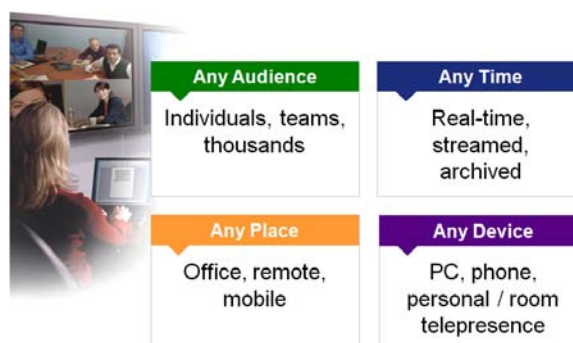 Any Audience
Individuals, teams,
thousands
Any Time
Real-time,
streamed,
archived
Any Place
Office, remote,
mobile
Any Device
PC, phone,
personal / room
telepresence